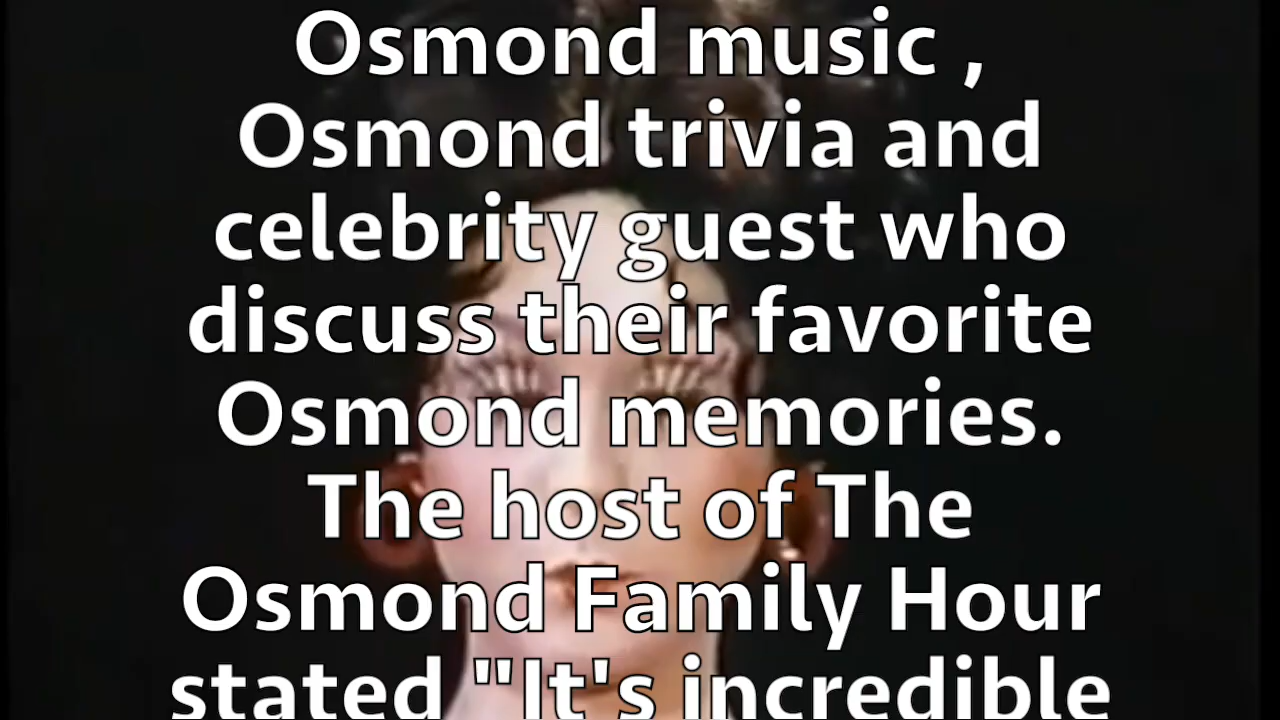 Osmond music ,
Osmond trivia and
celebrity guest who
discuss their favorite
Osmond memories.
The host of The
Osmond Family Hour
stated "It's incredible